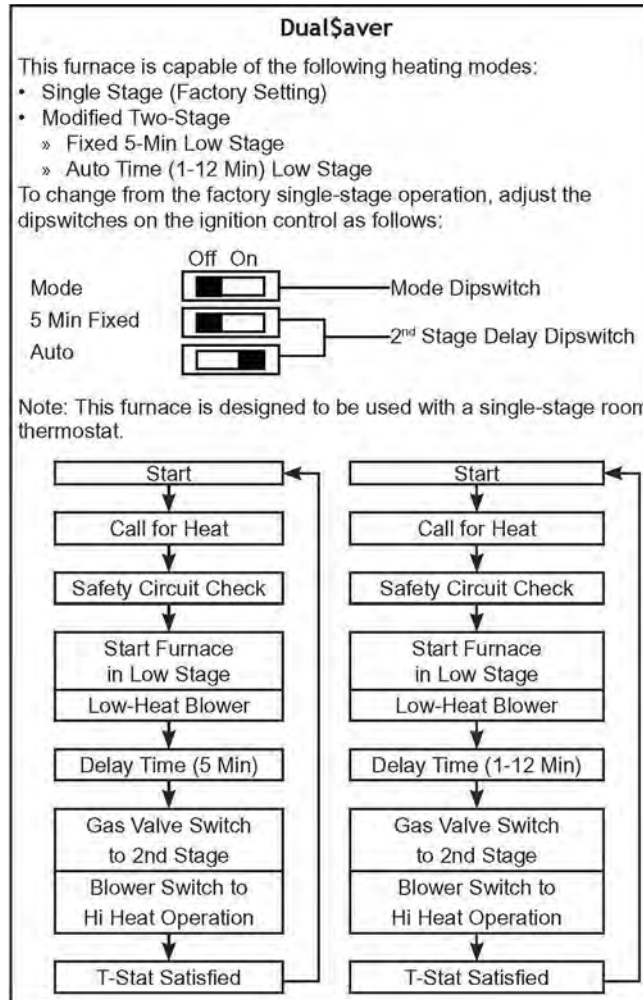 Dual$aver
This furnace is capable of the following heating modes:
• Single Stage (Factory Setting)
• Modified Two-Stage
» Fixed 5-Min Low Stage
» Auto Time (1-12 Min) Low Stage
To change from the factory single-stage operation, adjust the
dipswitches on the ignition control as follows:
Off On
Mode
Mode Dipswitch
5 Min Fixed
2nd Stage Delay Dipswitch
Auto
Note: This furnace is designed to be used with a single-stage room
thermostat.
Start
Call for Heat
Safety Circuit Check
Start Furnace
in Low Stage
Low-Heat Blower
Delay Time (5 Min)
Gas Valve Switch
to 2nd Stage
Blower Switch to
Hi Heat Operation
T-Stat Satisfied
Start
Call for Heat
Safety Circuit Check
Start Furnace
in Low Stage
Low-Heat Blower
Delay Time (1-12 Min)
Gas Valve Switch
to 2nd Stage
Blower Switch to
Hi Heat Operation
T-Stat Satisfied